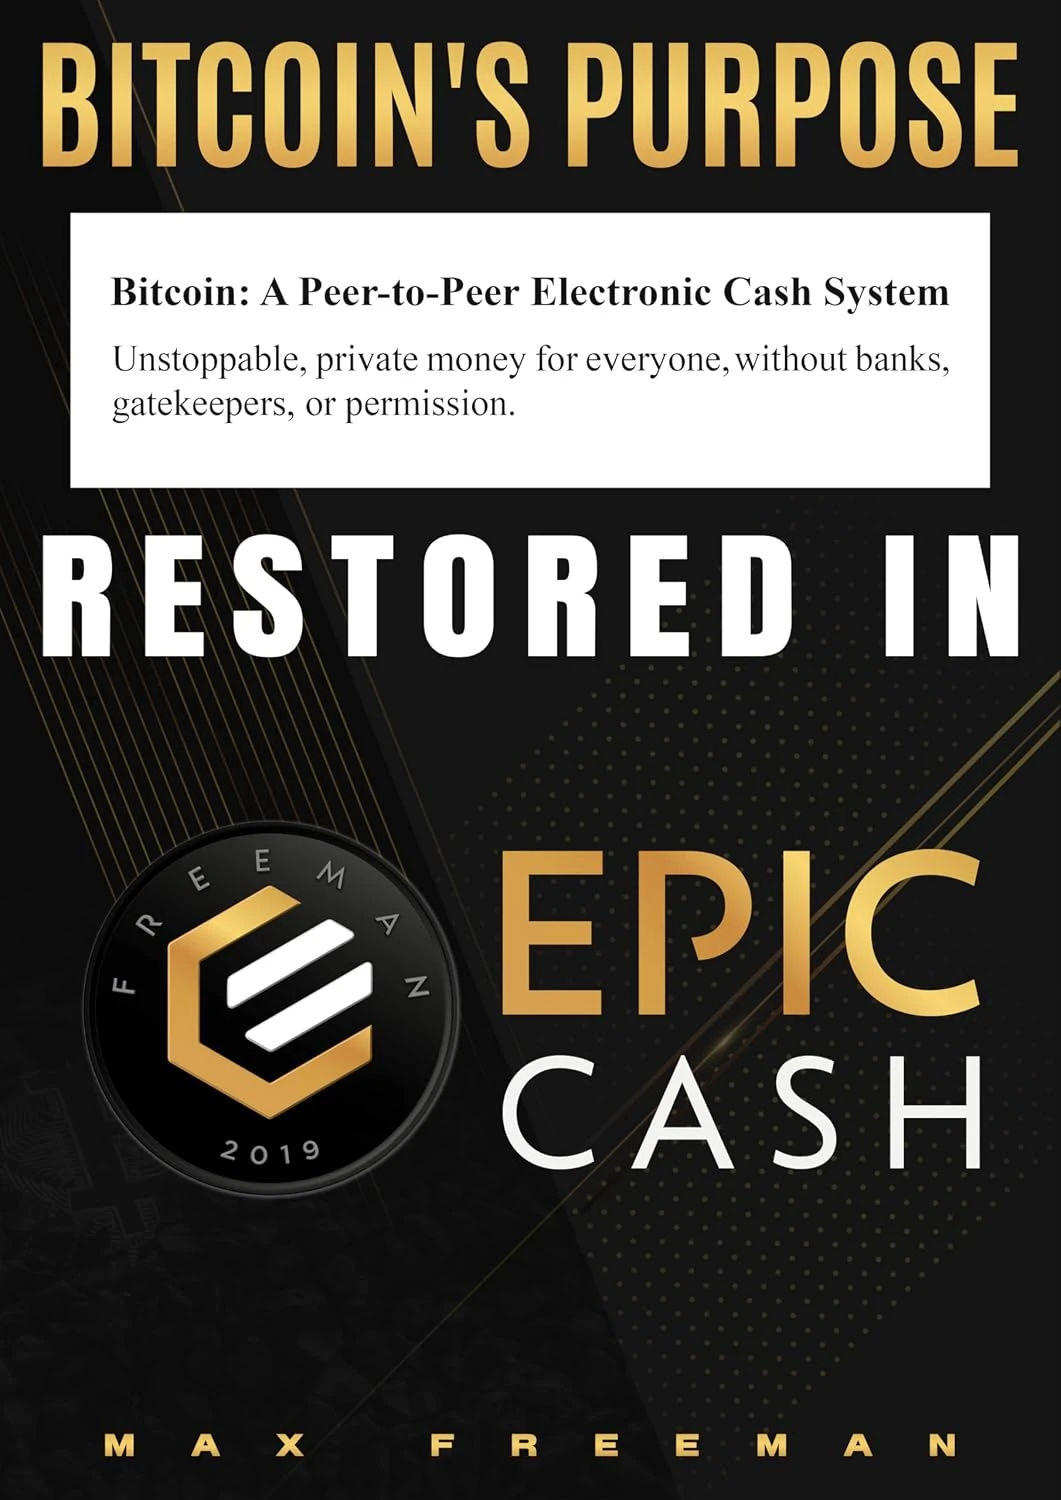 BITCOIN'S PURPOSE
Bitcoin: A Peer-to-Peer Electronic Cash System
Unstoppable, private money for everyone, without banks,
gatekeepers, or permission.
RESTORED IN
FREEMAN
2019
EPIC
CASH
MAX FREEMAN